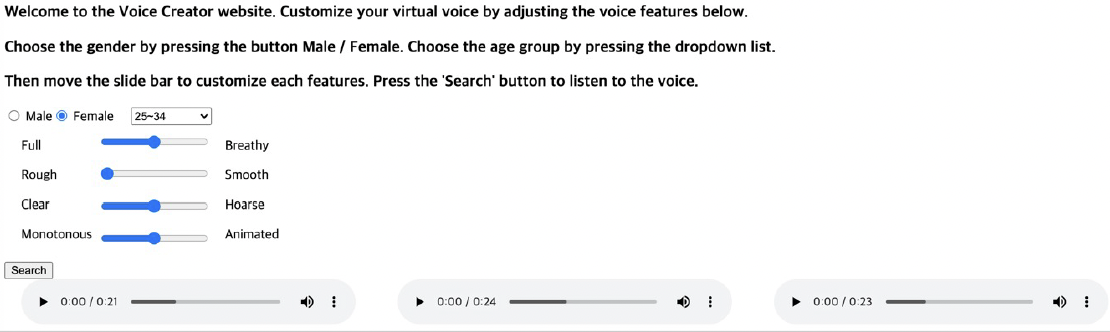 Welcome to the Voice Creator website. Customize your virtual voice by adjusting the voice features below.
Choose the gender by pressing the button Male / Female. Choose the age group by pressing the dropdown list.
Then move the slide bar to customize each features. Press the 'Search' button to listen to the voice.
Male Female 25~34
Full Breathy
Rough Smooth
Clear Hoarse
Monotonous Animated
Search
0:00 / 0:21 0:00 / 0:24 0:00 / 0:23